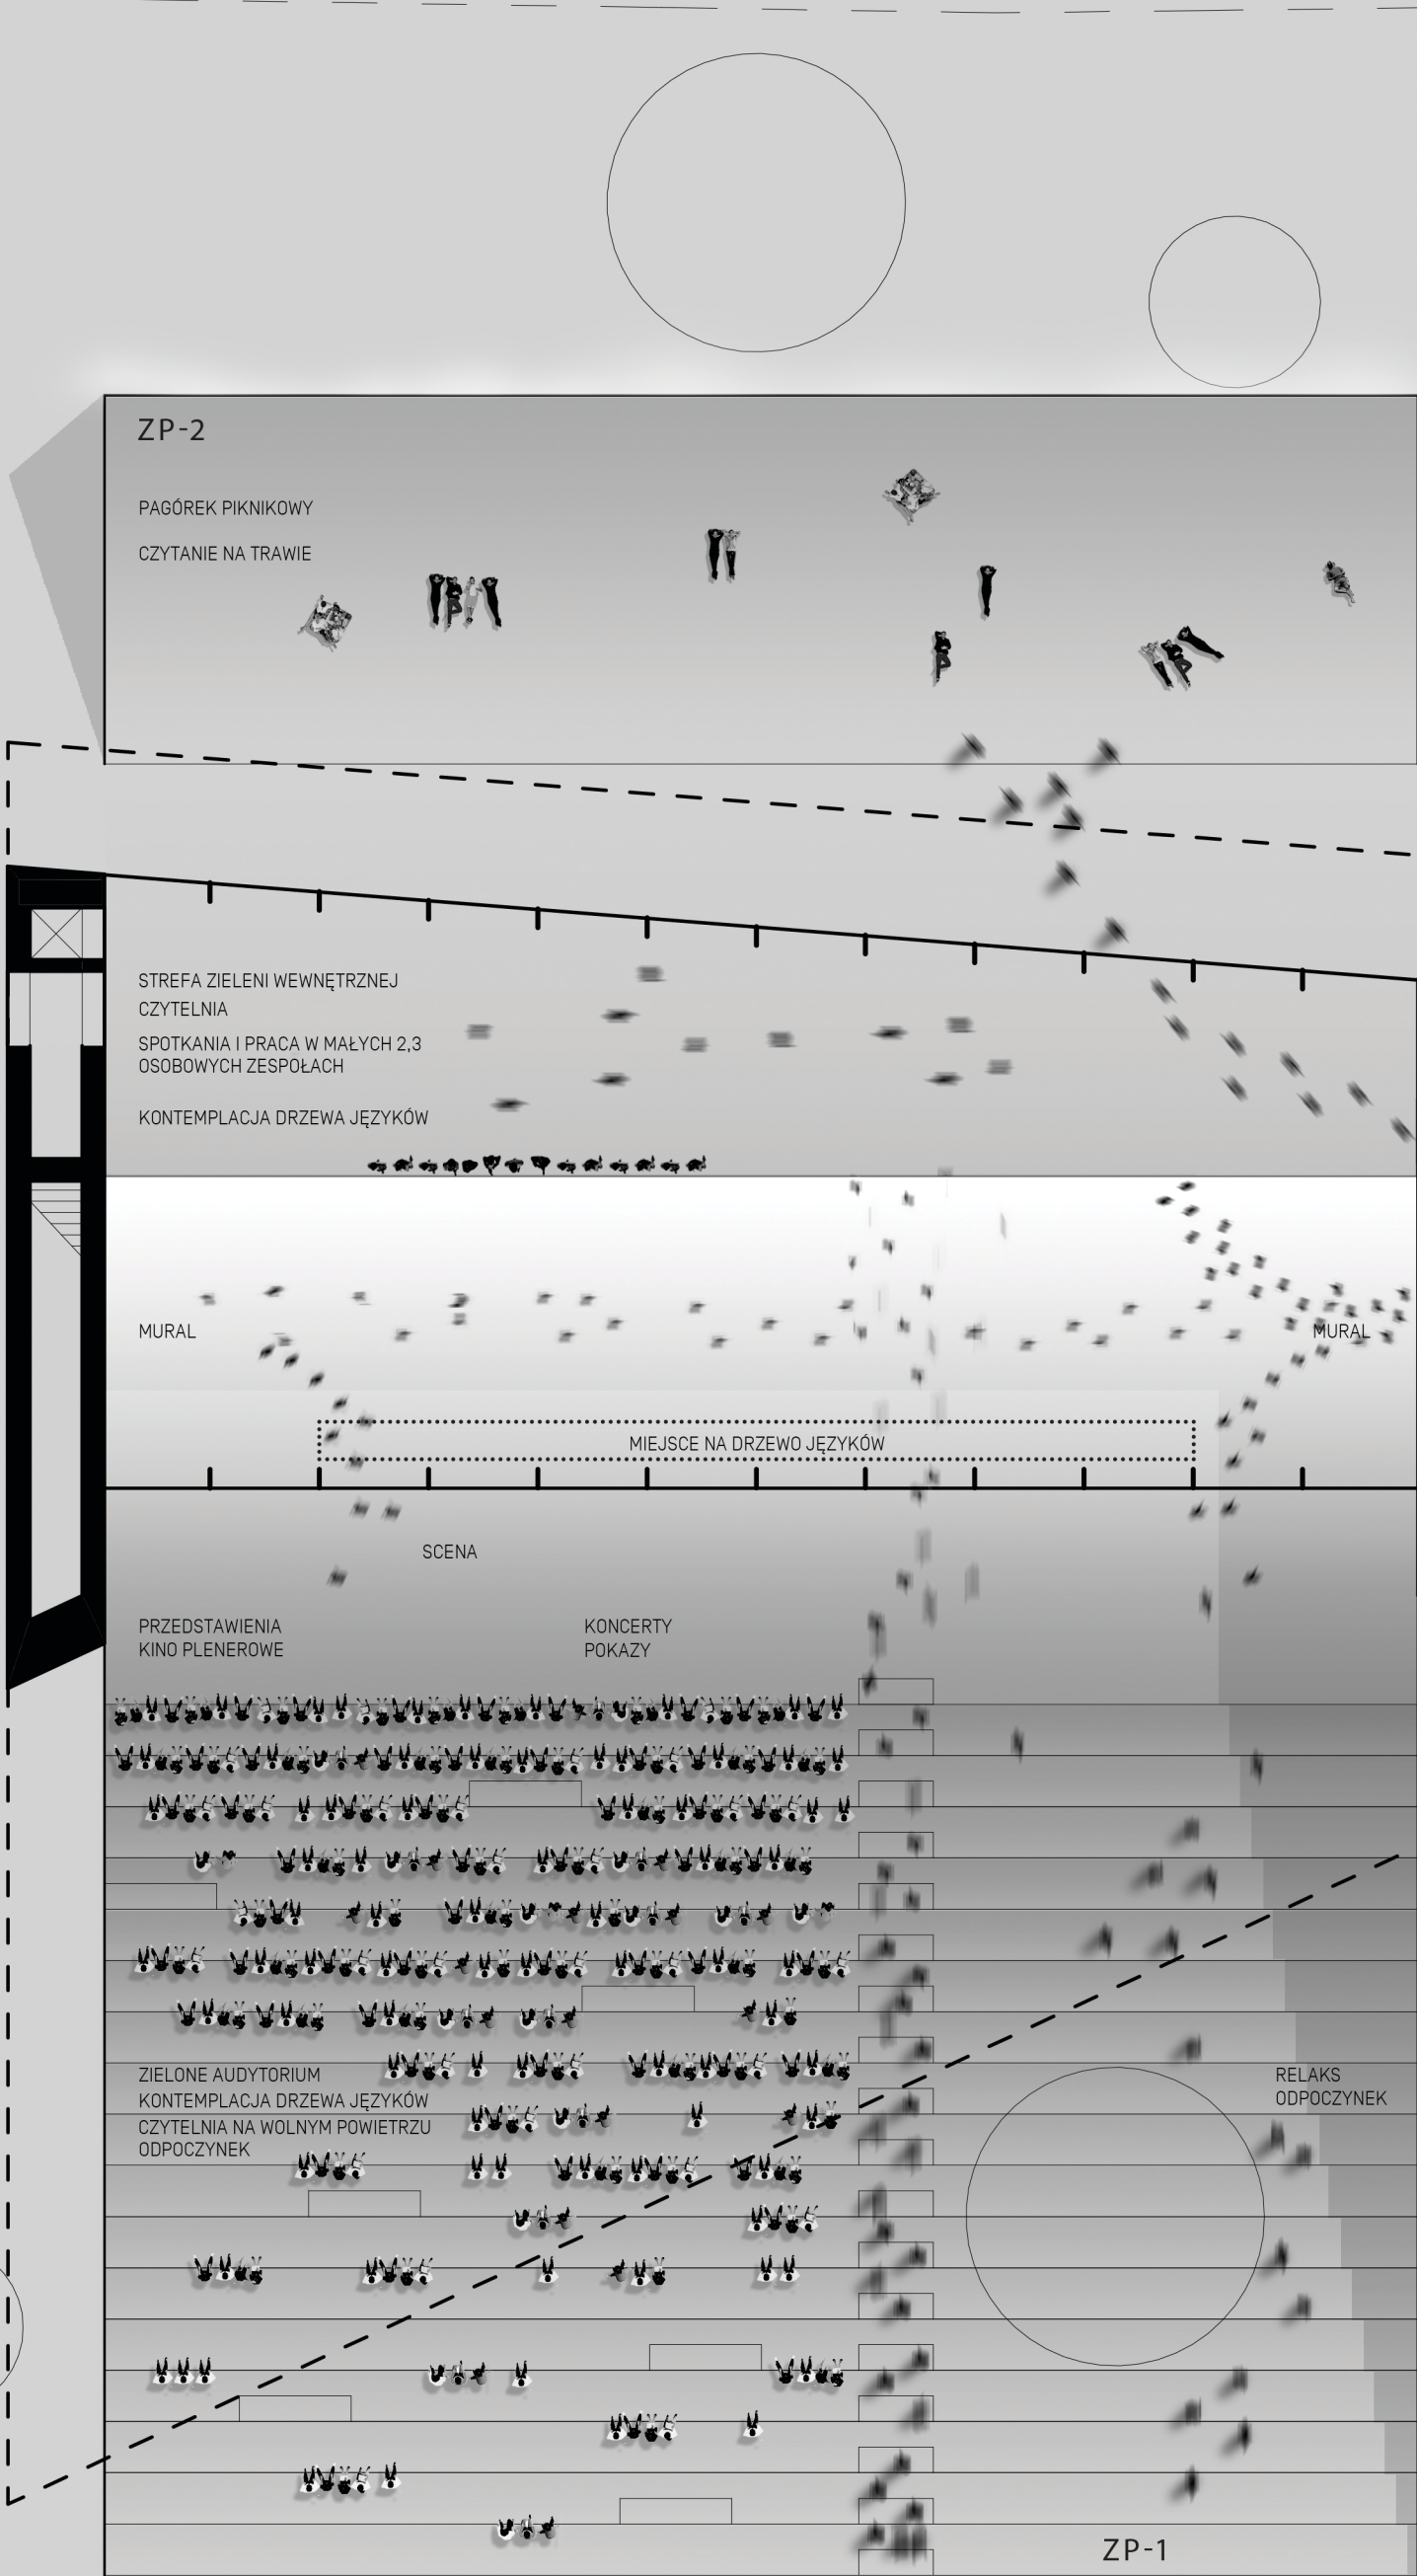 ZP-2
PAGÓREK PIKNIKOWY
CZYTANIE NA TRAWIE
STREFA ZIELENI WEWNĘTRZNEJ
CZYTELNIA
SPOTKANIA I PRACA W MAŁYCH 2,3
OSOBOWYCH ZESPOŁACH
KONTEMPLACJA DRZEWA JĘZYKÓW
MURAL
MURAL
MIEJSCE NA DRZEWO JĘZYKÓW
SCENA
PRZEDSTAWIENIA
KINO PLENEROWE
KONCERTY
POKAZY
ZIELONE AUDYTORIUM
KONTEMPLACJA DRZEWA JĘZYKÓW
CZYTELNIA NA WOLNYM POWIETRZU
ODPOCZYNEK
RELAKS
ODPOCZYNEK
ZP-1